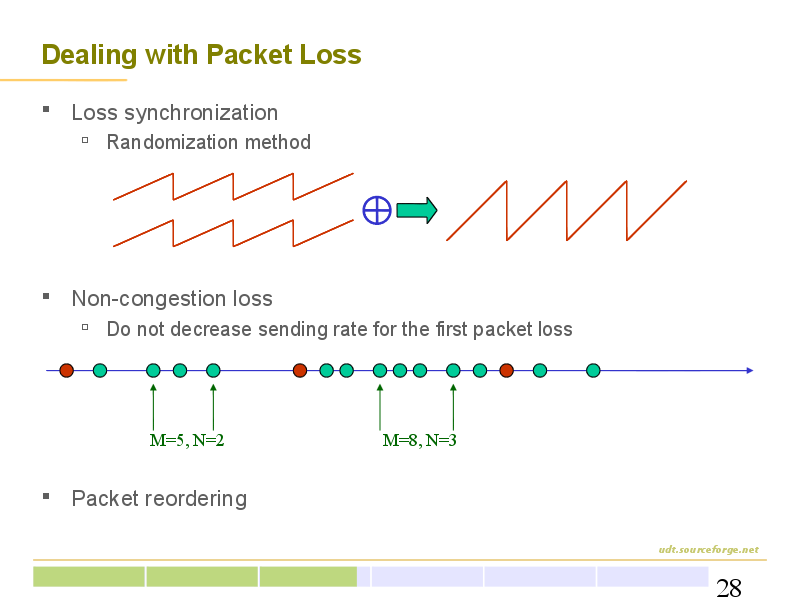 Dealing with Packet Loss
Loss synchronization
Randomization method
Non-congestion loss
Do not decrease sending rate for the first packet loss
M=5, N=2
M=8, N=3
Packet reordering
udt.sourceforge.net
28